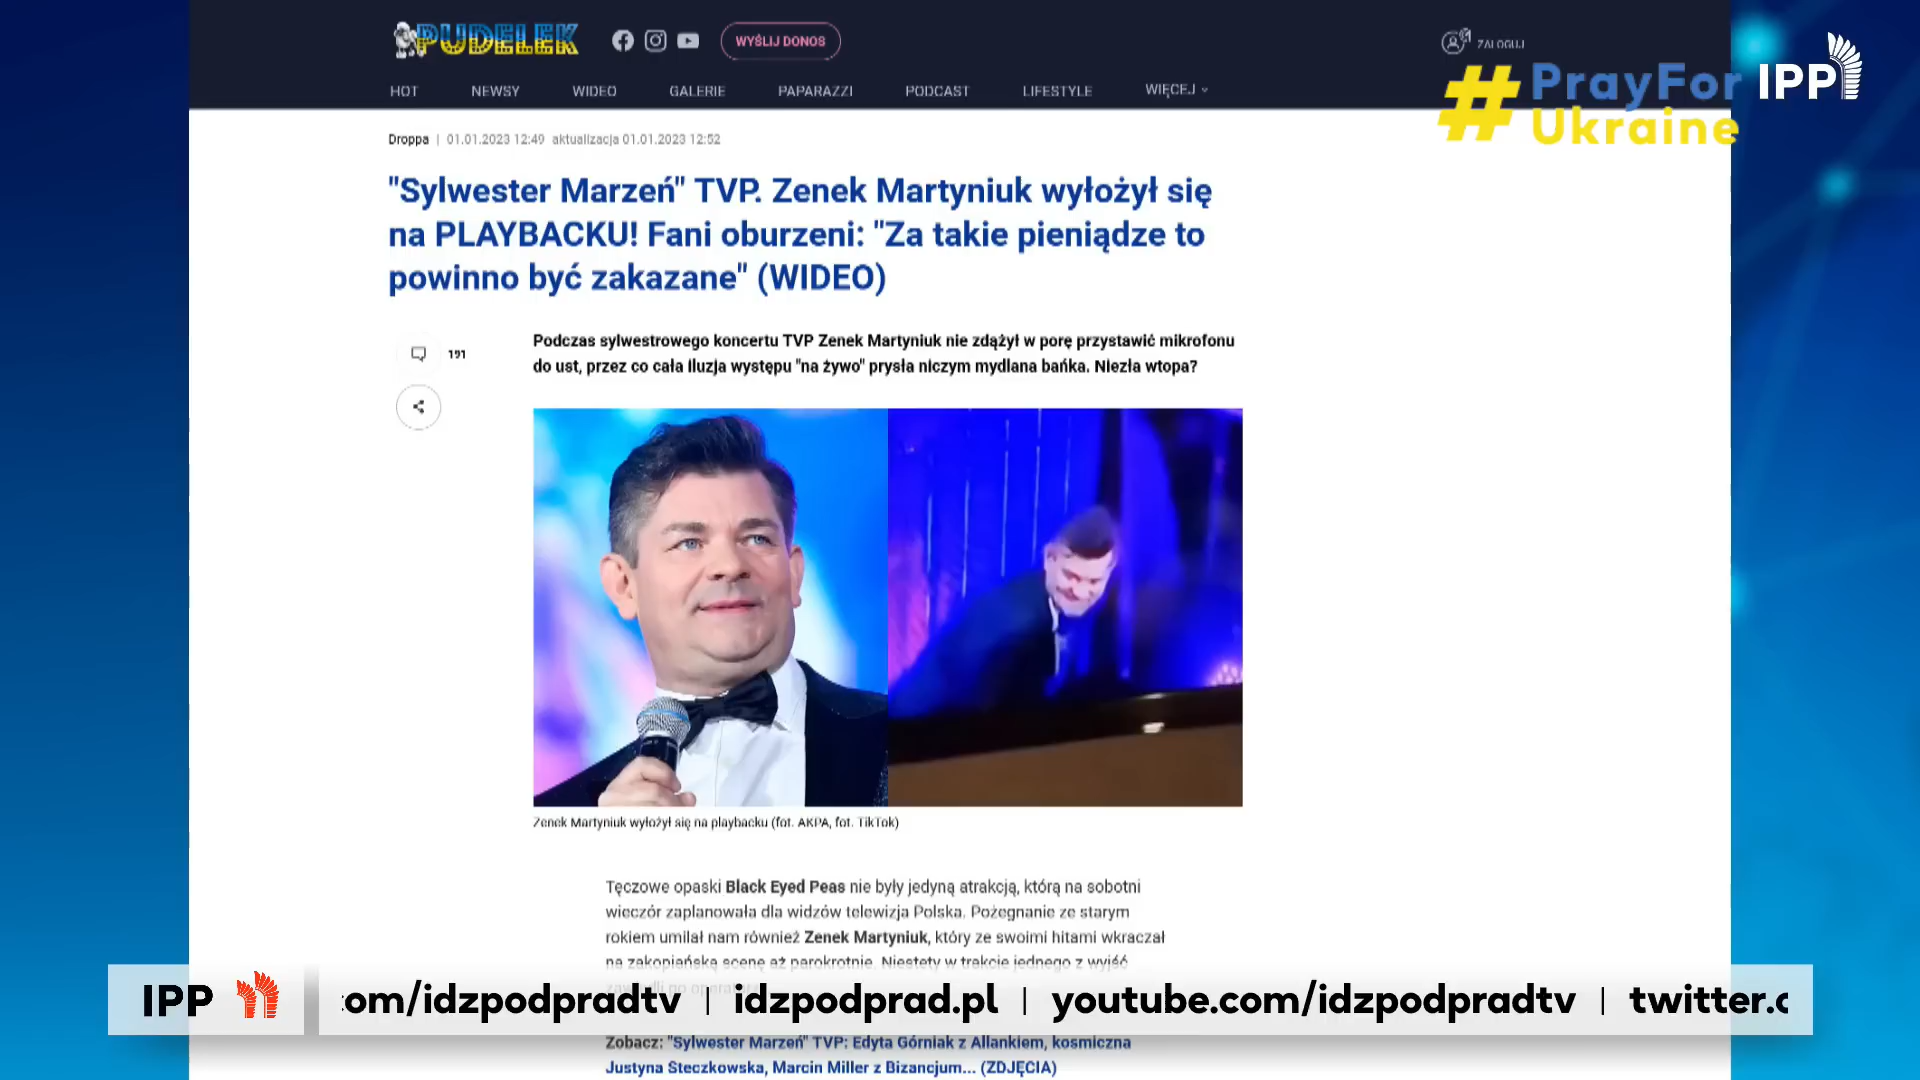 PUDELEK
WYŚLIJ DONOS
ZALOGUJ
HOT NEWSY WIDEO GALERIE PAPARAZZI PODCAST LIFESTYLE WIĘCEJ
#PrayFor
Ukraine
IPP
Droppa | 01.01.2023 12:49 aktualizacja 01.01.2023 12:52
"Sylwester Marzeń" TVP. Zenek Martyniuk wyłożył się
na PLAYBACKU! Fani oburzeni: "Za takie pieniądze to
powinno być zakazane" (WIDEO)
191
Podczas sylwestrowego koncertu TVP Zenek Martyniuk nie zdążył w porę przystawić mikrofonu
do ust, przez co cała iluzja występu "na żywo" prysła niczym mydlana bańka. Niezła wtopa?
Zenek Martyniuk wyłożył się na playbacku (fot. AKPA, fot. TikTok)
Tęczowe opaski Black Eyed Peas nie były jedyną atrakcją, którą na sobotni
wieczór zaplanowała dla widzów telewizja Polska. Pożegnanie ze starym
rokiem umilał nam również Zenek Martyniuk, który ze swoimi hitami wkraczał
na zakopiańską scenę aż parokrotnie. Niestety w trakcie jednego z wyjść
IPP
om/idzpodpradtv | idzpodprad.pl | youtube.com/idzpodpradtv | twitter.c
Zobacz: "Sylwester Marzeń" TVP: Edyta Górniak z Allankiem, kosmiczna
Justyna Steczkowska, Marcin Miller z Bizancjum... (ZDJĘCIA)